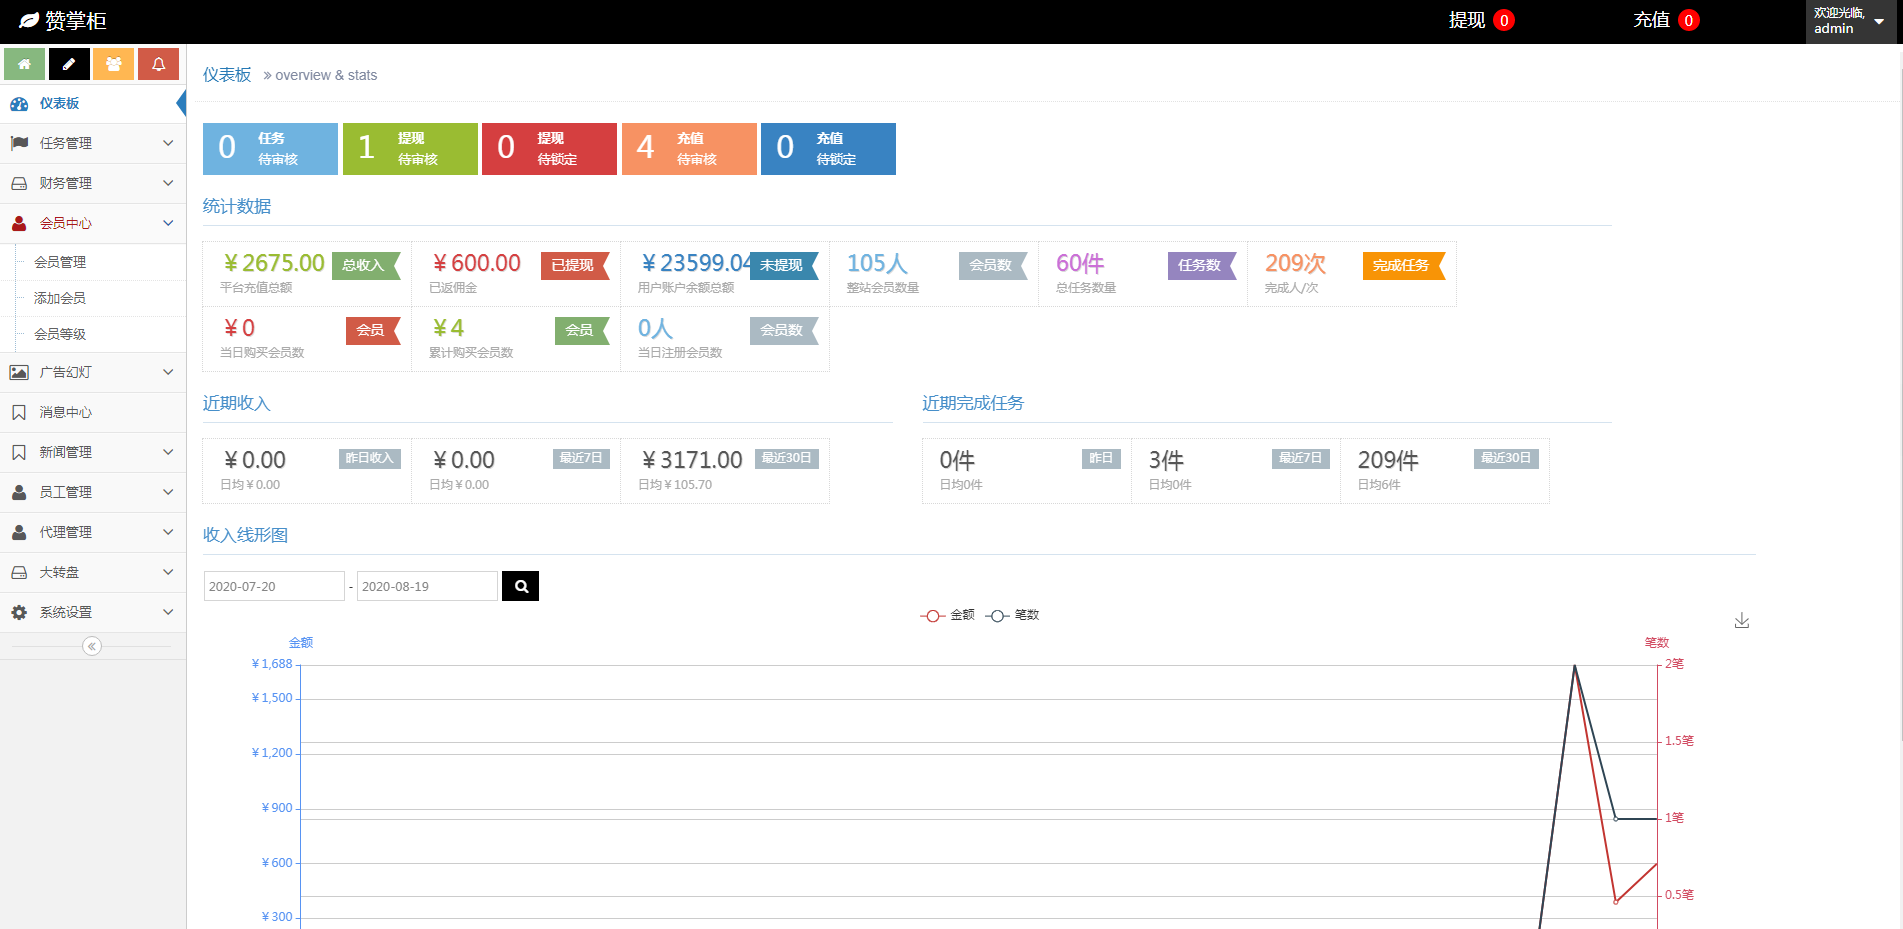 赞掌柜
提现 0
充值 0
欢迎光临,
admin
仪表板
任务管理
财务管理
会员中心
会员管理
添加会员
会员等级
广告幻灯
消息中心
新闻管理
员工管理
代理管理
大转盘
系统设置
仪表板 » overview & stats
0 任务 待审核
1 提现 待审核
0 提现 待锁定
4 充值 待审核
0 充值 待锁定
统计数据
¥2675.00 总收入
平台充值总额
¥600.00 已提现
已返佣金
¥23599.04 未提现
用户账户余额总额
105人 会员数
整站会员数量
60件 任务数
总任务数量
209次 完成任务
完成人/次
¥0 会员
当日购买会员数
¥4 会员
累计购买会员数
0人 会员数
当日注册会员数
近期收入
¥0.00 昨日收入
日均¥0.00
¥0.00 最近7日
日均¥0.00
¥3171.00 最近30日
日均¥105.70
近期完成任务
0件 昨日
日均0件
3件 最近7日
日均0件
209件 最近30日
日均6件
收入线形图
2020-07-20 - 2020-08-19
金额 笔数
金额
¥1,688
¥1,500
¥1,200
¥900
¥600
¥300
笔数
2笔
1.5笔
1笔
0.5笔